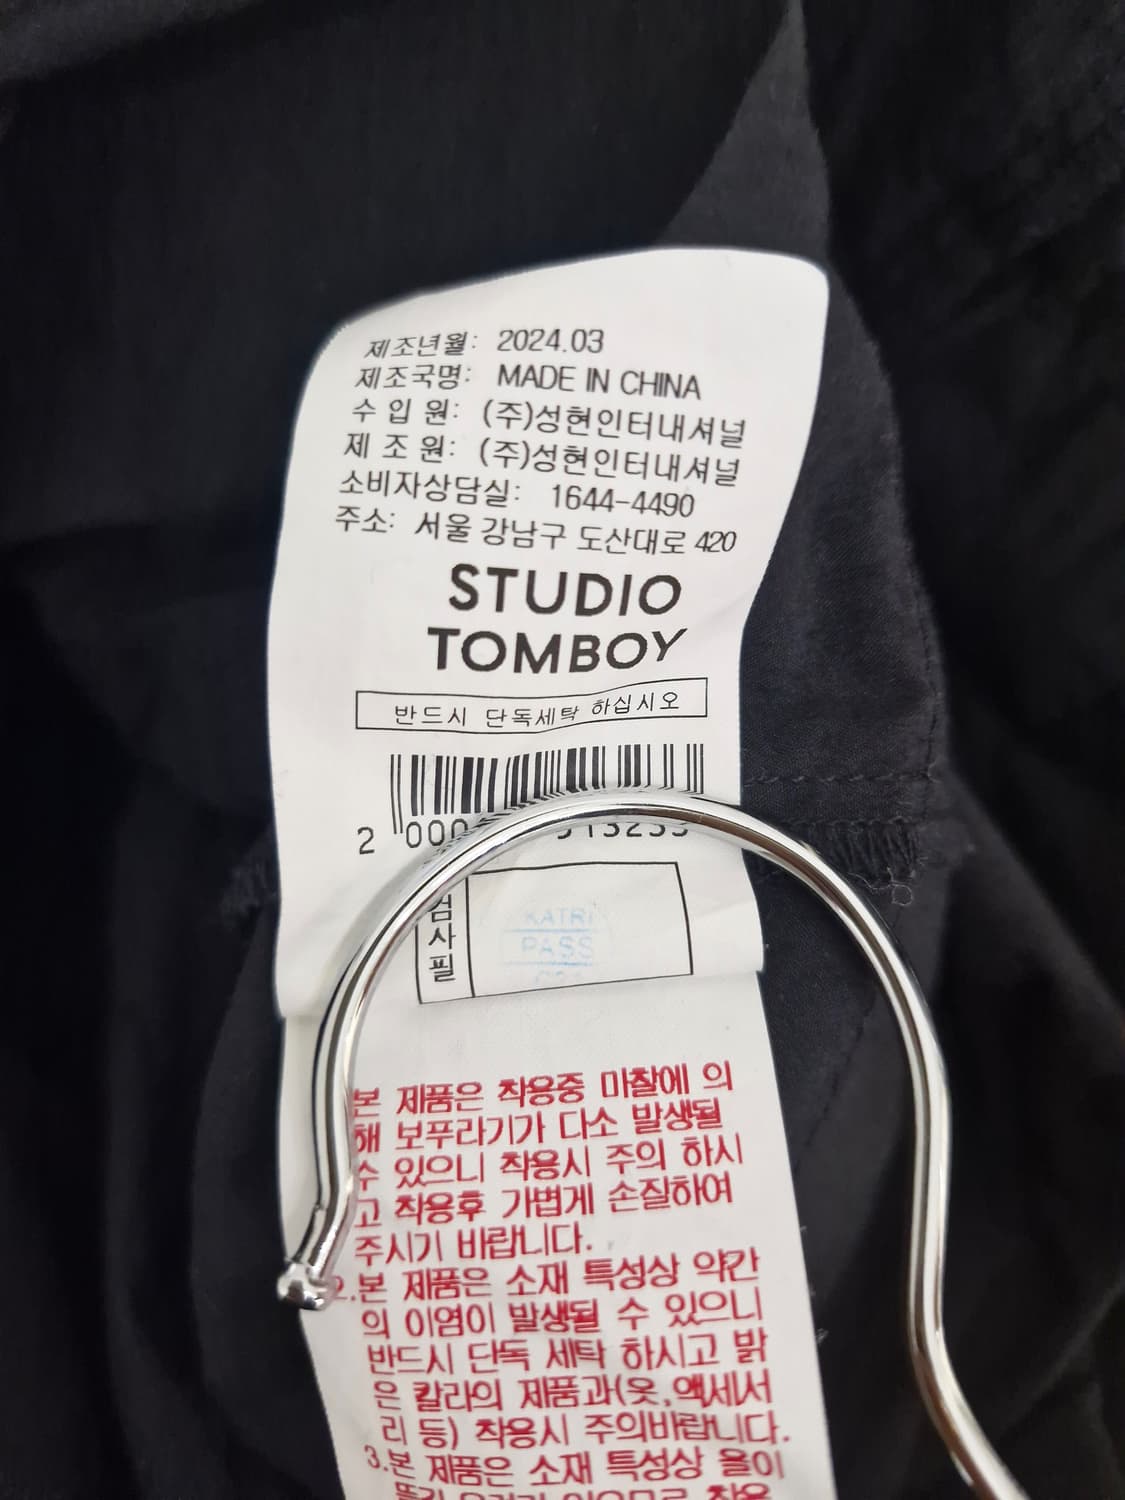 제조년월: 2024.03
제조국명: MADE IN CHINA
수 입 원: (주)성현인터내셔널
제 조 원: (주)성현인터내셔널
소비자상담실: 1644-4490
주소: 서울 강남구 도산대로 420
STUDIO
TOMBOY
반드시 단독세탁 하십시오
2
검사필
KATRI
PASS
본 제품은 착용중 마찰에 의
해 보푸라기가 다소 발생될
수 있으니 착용시 주의 하시
고 착용후 가볍게 손질하여
주시기 바랍니다.
2.본 제품은 소재 특성상 약간
의 이염이 발생될 수 있으니
반드시 단독 세탁 하시고 밝
은 칼라의 제품과(옷,액세서
리 등) 착용시 주의바랍니다.
3.본 제품은 소재 특성상 올이